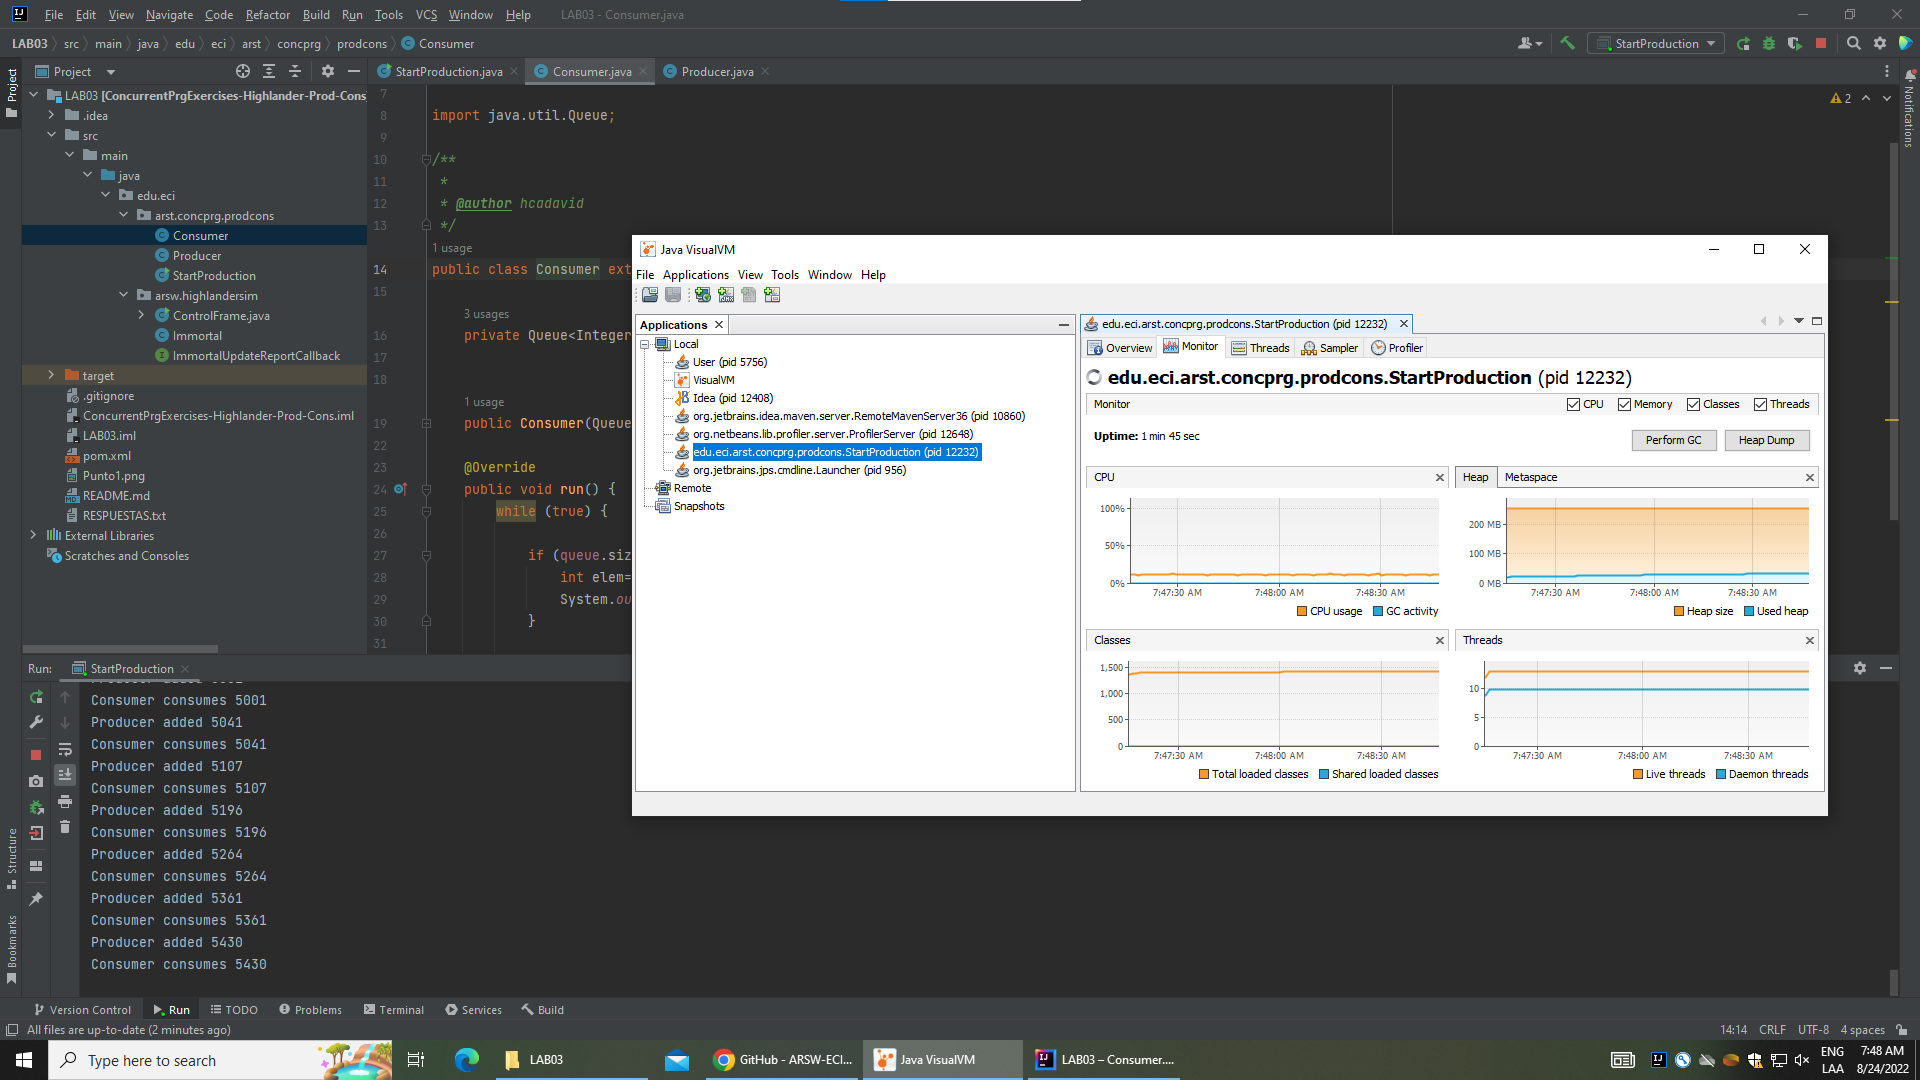 File Edit View Navigate Code Refactor Build Run Tools VCS Window Help LAB03 - Consumer.java
LAB03 src main java edu eci arst concprg prodcons Consumer
StartProduction
Project
StartProduction.java Consumer.java Producer.java
Project
Notifications
LAB03 [ConcurrentPrgExercises-Highlander-Prod-Cons]
.idea
src
main
java
edu.eci
arst.concprg.prodcons
Consumer
Producer
StartProduction
arsw.highlandersim
ControlFrame.java
Immortal
ImmortalUpdateReportCallback
target
.gitignore
ConcurrentPrgExercises-Highlander-Prod-Cons.iml
LAB03.iml
pom.xml
Punto1.png
README.md
RESPUESTAS.txt
External Libraries
Scratches and Consoles
2
7
8 import java.util.Queue;
9
10 /**
11 *
12 * @author hcadavid
13 */
1 usage
14 public class Consumer ext
15
3 usages
16 private Queue<Integer
17
18
1 usage
19 public Consumer(Queue
22
23 @Override
24 public void run() {
25 while (true) {
26
27 if (queue.siz
28 int elem=
29 System.ou
30 }
31
Java VisualVM
File Applications View Tools Window Help
Applications
Local
User (pid 5756)
VisualVM
Idea (pid 12408)
org.jetbrains.idea.maven.server.RemoteMavenServer36 (pid 10860)
org.netbeans.lib.profiler.server.ProfilerServer (pid 12648)
edu.eci.arst.concprg.prodcons.StartProduction (pid 12232)
org.jetbrains.jps.cmdline.Launcher (pid 956)
Remote
Snapshots
edu.eci.arst.concprg.prodcons.StartProduction (pid 12232)
Overview Monitor Threads Sampler Profiler
edu.eci.arst.concprg.prodcons.StartProduction (pid 12232)
Monitor CPU Memory Classes Threads
Uptime: 1 min 45 sec
Perform GC Heap Dump
CPU
100%
50%
0%
7:47:30 AM 7:48:00 AM 7:48:30 AM
CPU usage GC activity
Heap Metaspace
200 MB
100 MB
0 MB
7:47:30 AM 7:48:00 AM 7:48:30 AM
Heap size Used heap
Classes
1,500
1,000
500
0
7:47:30 AM 7:48:00 AM 7:48:30 AM
Total loaded classes Shared loaded classes
Threads
10
5
0
7:47:30 AM 7:48:00 AM 7:48:30 AM
Live threads Daemon threads
Run: StartProduction
Consumer consumes 5001
Producer added 5041
Consumer consumes 5041
Producer added 5107
Consumer consumes 5107
Producer added 5196
Consumer consumes 5196
Producer added 5264
Consumer consumes 5264
Producer added 5361
Consumer consumes 5361
Producer added 5430
Consumer consumes 5430
Structure
Bookmarks
Version Control Run TODO Problems Terminal Services Build
All files are up-to-date (2 minutes ago) 14:14 CRLF UTF-8 4 spaces
Type here to search LAB03 GitHub - ARSW-ECI... Java VisualVM LAB03 – Consumer....
ENG
LAA
7:48 AM
8/24/2022